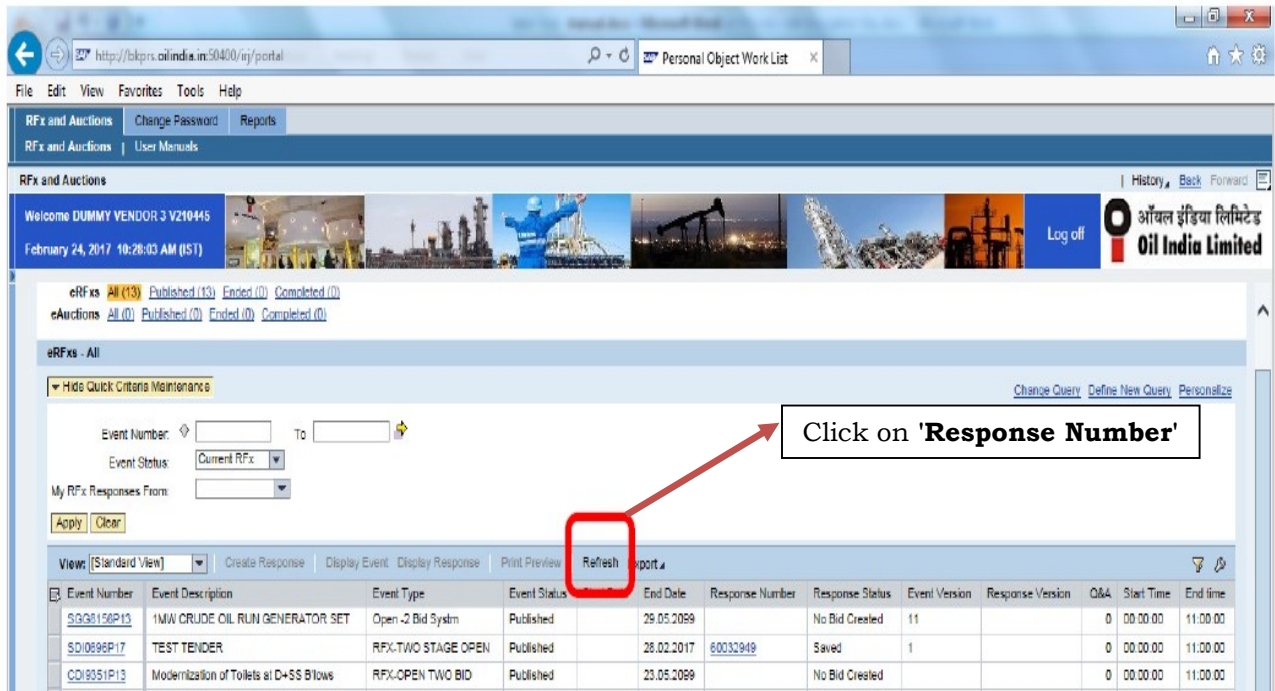 http://bkprs.oilindia.in:50400/irj/portal
Personal Object Work List
File Edit View Favorites Tools Help
RFx and Auctions Change Password Reports
RFx and Auctions | User Manuals
RFx and Auctions | History Back Forward
Welcome DUMMY VENDOR 3 V210445
February 24, 2017 10:28:03 AM (IST)
Log off
ऑयल इंडिया लिमिटेड
Oil India Limited
eRFxs All (13) Published (13) Ended (0) Completed (0)
eAuctions All (0) Published (0) Ended (0) Completed (0)
eRFxs - All
Hide Quick Criteria Maintenance Change Query Define New Query Personalize
Event Number: To
Click on 'Response Number'
Event Status: Current RFx
My RFx Responses From:
Apply Clear
View: [Standard View] Create Response Display Event Display Response Print Preview Refresh Export
Event Number Event Description Event Type Event Status End Date Response Number Response Status Event Version Response Version Q&A Start Time End time
SGG6156P13 1MW CRUDE OIL RUN GENERATOR SET Open -2 Bid Systm Published 29.05.2099 No Bid Created 11 0 00:00:00 11:00:00
SDI0696P17 TEST TENDER RFX-TWO STAGE OPEN Published 28.02.2017 60032949 Saved 1 0 00:00:00 11:00:00
CDI9351P13 Modernization of Toilets at D+SS B'lows RFX-OPEN TWO BID Published 23.05.2099 No Bid Created 0 00:00:00 11:00:00